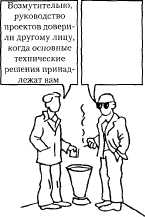 Возмутительно,
руководство
проектов довери-
ли другому лицу,
когда основные
технические
решения принад-
лежат вам